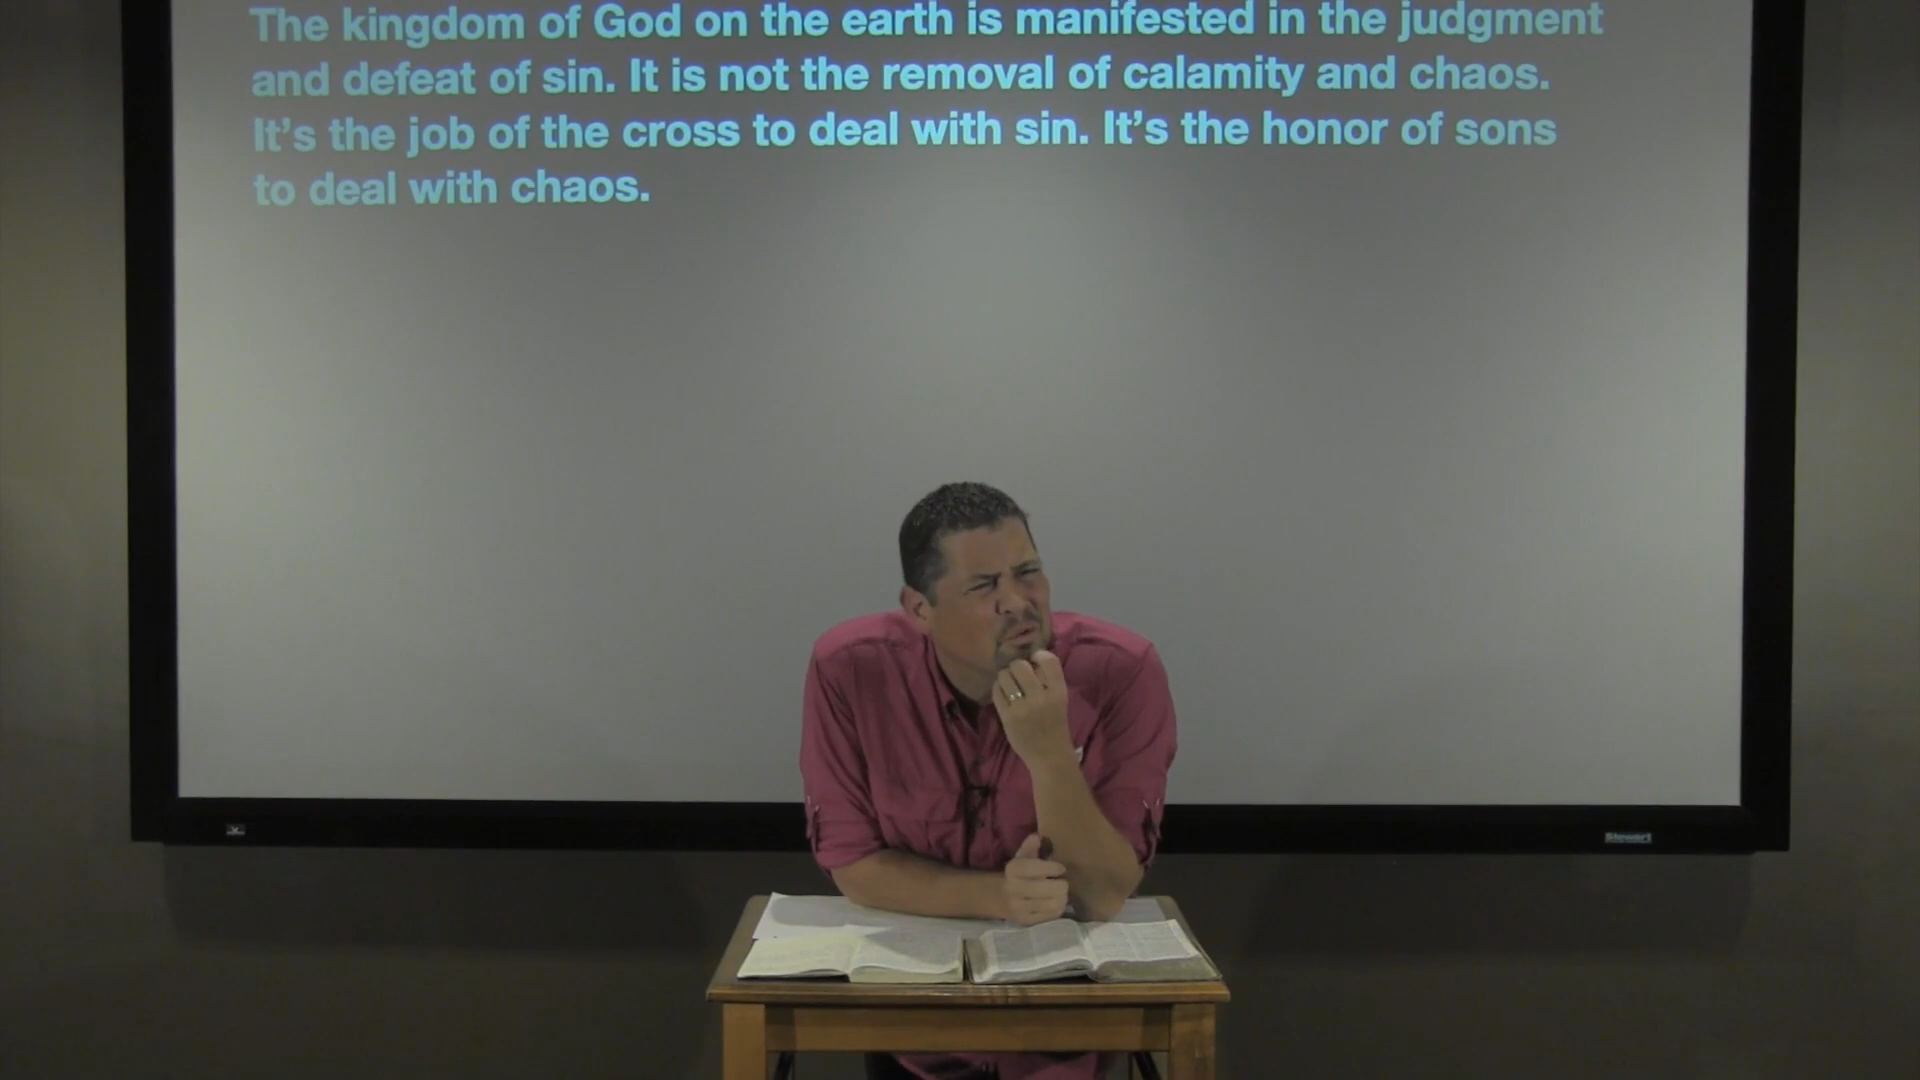 The kingdom of God on the earth is manifested in the judgment
and defeat of sin. It is not the removal of calamity and chaos.
It’s the job of the cross to deal with sin. It’s the honor of sons
to deal with chaos.
Stewart